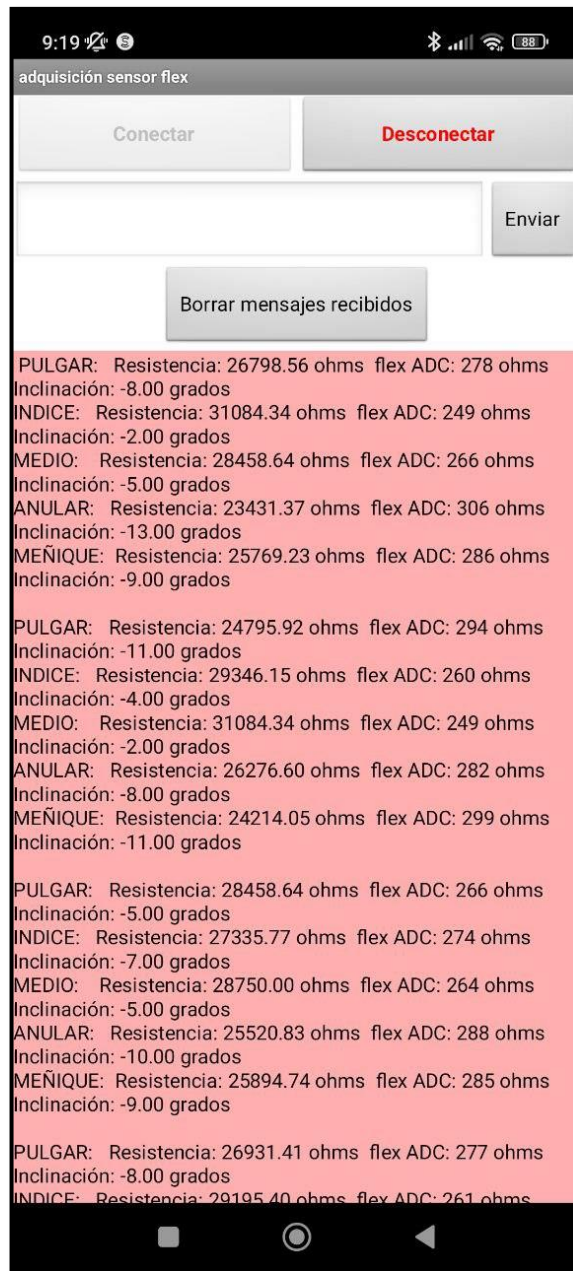 9:19
88
adquisición sensor flex
Conectar
Desconectar
Enviar
Borrar mensajes recibidos
PULGAR: Resistencia: 26798.56 ohms flex ADC: 278 ohms
Inclinación: -8.00 grados
INDICE: Resistencia: 31084.34 ohms flex ADC: 249 ohms
Inclinación: -2.00 grados
MEDIO: Resistencia: 28458.64 ohms flex ADC: 266 ohms
Inclinación: -5.00 grados
ANULAR: Resistencia: 23431.37 ohms flex ADC: 306 ohms
Inclinación: -13.00 grados
MEÑIQUE: Resistencia: 25769.23 ohms flex ADC: 286 ohms
Inclinación: -9.00 grados
PULGAR: Resistencia: 24795.92 ohms flex ADC: 294 ohms
Inclinación: -11.00 grados
INDICE: Resistencia: 29346.15 ohms flex ADC: 260 ohms
Inclinación: -4.00 grados
MEDIO: Resistencia: 31084.34 ohms flex ADC: 249 ohms
Inclinación: -2.00 grados
ANULAR: Resistencia: 26276.60 ohms flex ADC: 282 ohms
Inclinación: -8.00 grados
MEÑIQUE: Resistencia: 24214.05 ohms flex ADC: 299 ohms
Inclinación: -11.00 grados
PULGAR: Resistencia: 28458.64 ohms flex ADC: 266 ohms
Inclinación: -5.00 grados
INDICE: Resistencia: 27335.77 ohms flex ADC: 274 ohms
Inclinación: -7.00 grados
MEDIO: Resistencia: 28750.00 ohms flex ADC: 264 ohms
Inclinación: -5.00 grados
ANULAR: Resistencia: 25520.83 ohms flex ADC: 288 ohms
Inclinación: -10.00 grados
MEÑIQUE: Resistencia: 25894.74 ohms flex ADC: 285 ohms
Inclinación: -9.00 grados
PULGAR: Resistencia: 26931.41 ohms flex ADC: 277 ohms
Inclinación: -8.00 grados
INDICE: Resistencia: 29195.40 ohms flex ADC: 261 ohms